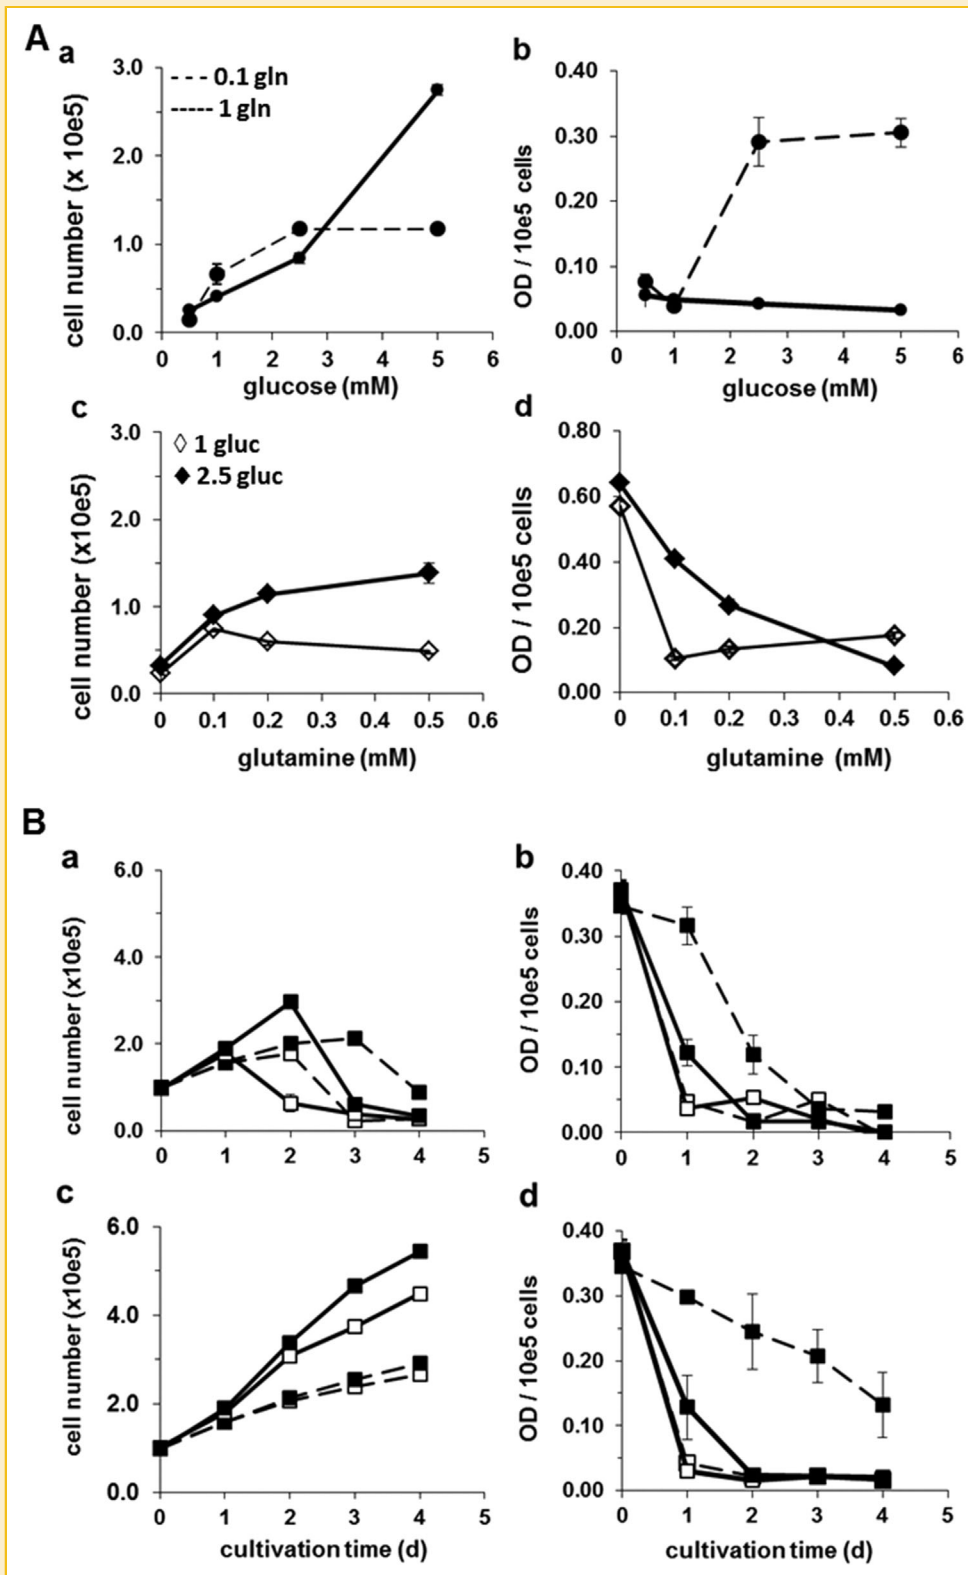 A
a
3.0
2.0
1.0
0.0
cell number (x 10e5)
0.1 gln
1 gln
0 1 2 3 4 5 6
glucose (mM)
b
0.40
0.30
0.20
0.10
0.00
OD / 10e5 cells
0 1 2 3 4 5 6
glucose (mM)
c
3.0
2.0
1.0
0.0
cell number (x10e5)
1 gluc
2.5 gluc
0 0.1 0.2 0.3 0.4 0.5 0.6
glutamine (mM)
d
0.80
0.60
0.40
0.20
0.00
OD / 10e5 cells
0 0.1 0.2 0.3 0.4 0.5 0.6
glutamine (mM)
B
a
6.0
4.0
2.0
0.0
cell number (x10e5)
0 1 2 3 4 5
b
0.40
0.30
0.20
0.10
0.00
OD / 10e5 cells
0 1 2 3 4 5
c
6.0
4.0
2.0
0.0
cell number (x10e5)
0 1 2 3 4 5
cultivation time (d)
d
0.40
0.30
0.20
0.10
0.00
OD / 10e5 cells
0 1 2 3 4 5
cultivation time (d)